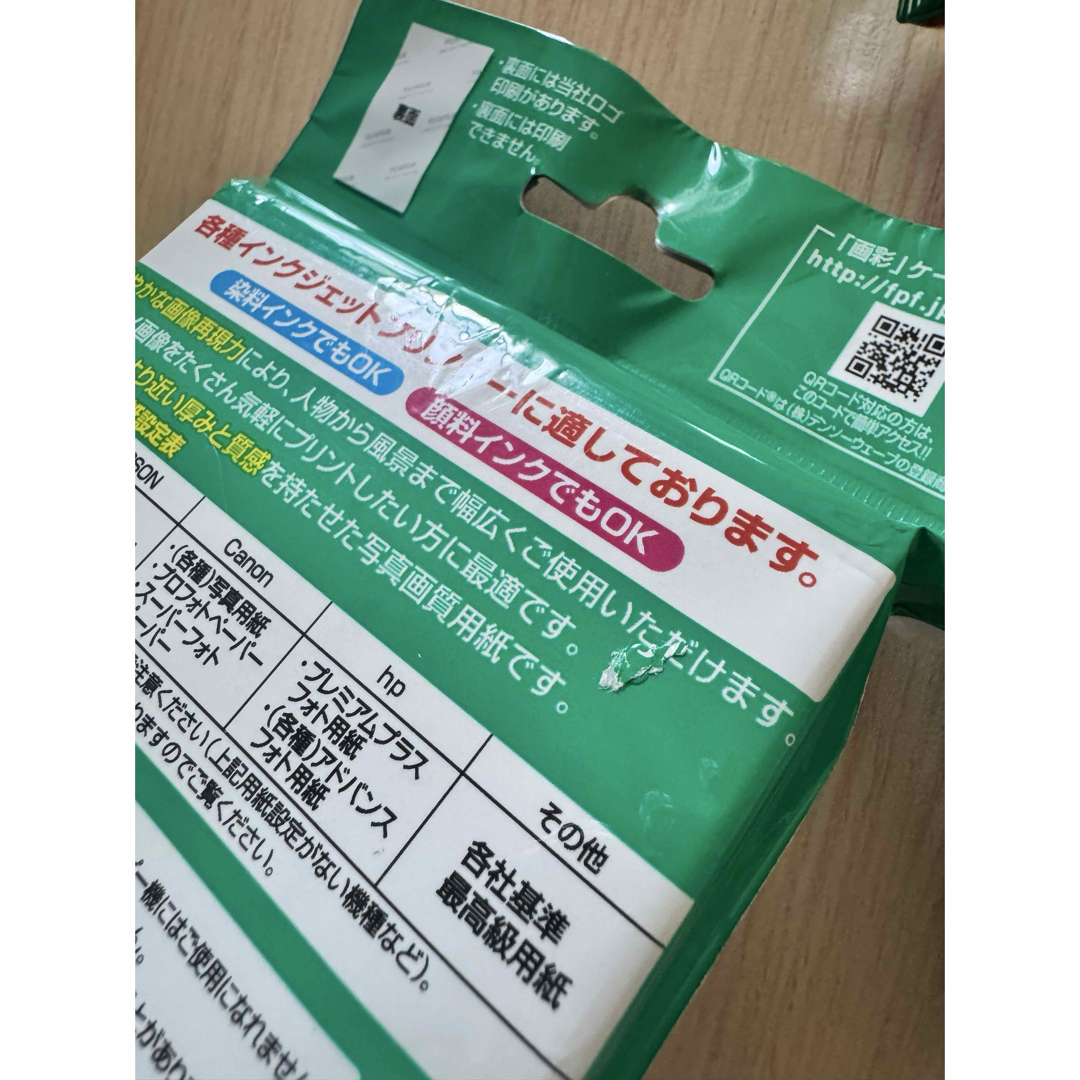 裏面
・裏面には当社ロゴ
印刷があります。
・裏面には印刷
できません。
「画彩」ケー
http://fpf.j
QRコード対応の方は、
このコードで簡単アクセス!!
QRコード®は(株)デンソーウェーブの登録商
各種インクジェットプリンターに適しております。
染料インクでもOK
顔料インクでもOK
やかな画像再現力により、人物から風景まで幅広くご使用いただけます。
画像をたくさん気軽にプリントしたい方に最適です。
より近い厚みと質感を持たせた写真画質用紙です。
設定表
SON
Canon
hp
その他
・(各種)写真用紙
・プロフォトペーパー
・スーパーフォト
ーパー
・プレミアムプラス
フォト用紙
・(各種)アドバンス
フォト用紙
各社基準
最高級用紙
注意ください(上記用紙設定がない機種など)。
りますのでご覧ください。
ー機にはご使用になれません
ん。
とがあり